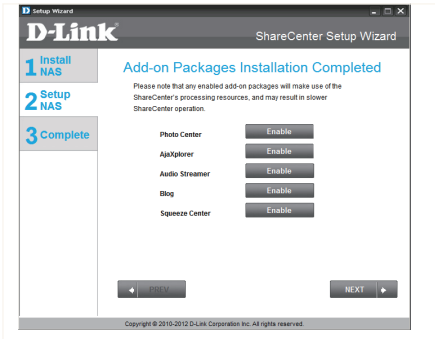 Setup Wizard
D-Link
ShareCenter Setup Wizard
1 Install NAS
2 Setup NAS
3 Complete
Add-on Packages Installation Completed
Please note that any enabled add-on packages will make use of the
ShareCenter's processing resources, and may result in slower
ShareCenter operation.
Photo Center Enable
AjaXplorer Enable
Audio Streamer Enable
Blog Enable
Squeeze Center Enable
PREV NEXT
Copyright © 2010-2012 D-Link Corporation Inc. All rights reserved.